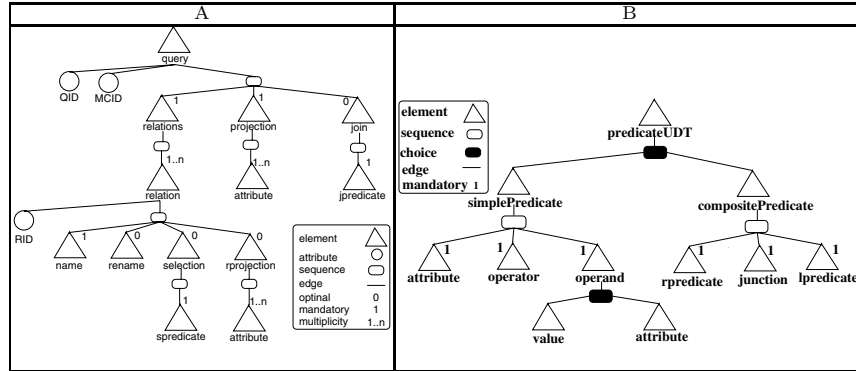 A
B
query
QID
MCID
1
1
0
relations
projection
join
1..n
1..n
1
relation
attribute
jpredicate
RID
1
0
0
0
name
rename
selection
rprojection
1
1..n
spredicate
attribute
element
attribute
sequence
edge
optinal 0
mandatory 1
multiplicity 1..n
element
sequence
choice
edge
mandatory 1
predicateUDT
simplePredicate
compositePredicate
1
1
1
attribute
operator
operand
1
1
1
rpredicate
junction
lpredicate
value
attribute